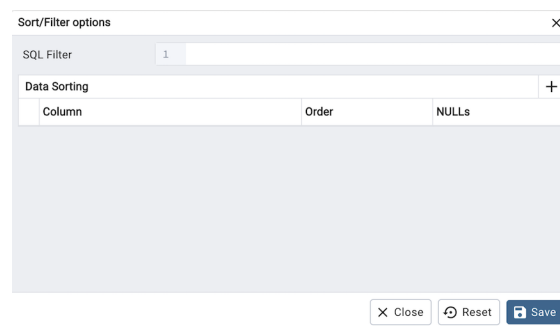 Sort/Filter options
SQL Filter 1
Data Sorting
Column Order NULLs
Close Reset Save